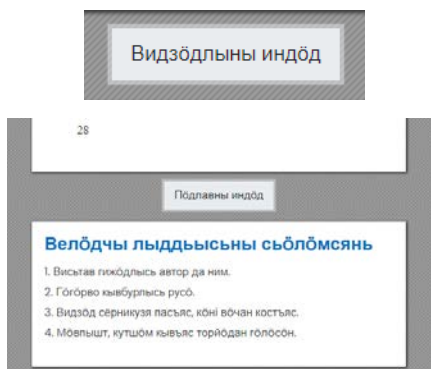 Видзӧдлыны индӧд
28
Пӧдлавны индӧд
Велӧдчы лыддьысьны сьӧлӧмсянь
1. Висьтав гижӧдлысь автор да ним.
2. Гӧгӧрво кывбурлысь русӧ.
3. Видзӧд сёрникузя пасъяс, кӧні вӧчан костъяс.
4. Мӧвпышт, кутшӧм кывъяс торйӧдан гӧлӧсӧн.